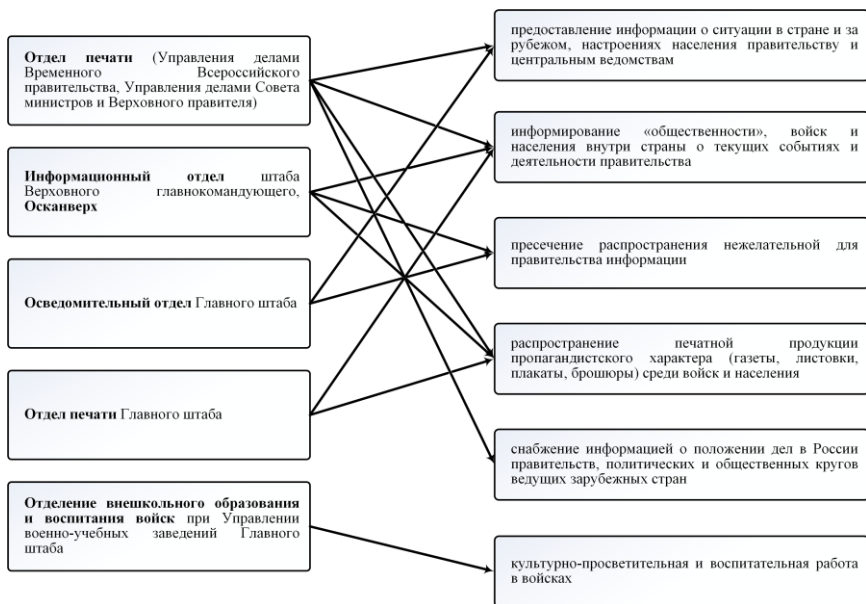 Отдел печати (Управления делами
Временного Всероссийского
правительства, Управления делами Совета
министров и Верховного правителя)
Информационный отдел штаба
Верховного главнокомандующего,
Осканверх
Осведомительный отдел Главного штаба
Отдел печати Главного штаба
Отделение внешкольного образования
и воспитания войск при Управлении
военно-учебных заведений Главного
штаба
предоставление информации о ситуации в стране и за
рубежом, настроениях населения правительству и
центральным ведомствам
информирование «общественности», войск и
населения внутри страны о текущих событиях и
деятельности правительства
пресечение распространения нежелательной для
правительства информации
распространение печатной продукции
пропагандистского характера (газеты, листовки,
плакаты, брошюры) среди войск и населения
снабжение информацией о положении дел в России
правительств, политических и общественных кругов
ведущих зарубежных стран
культурно-просветительная и воспитательная работа
в войсках